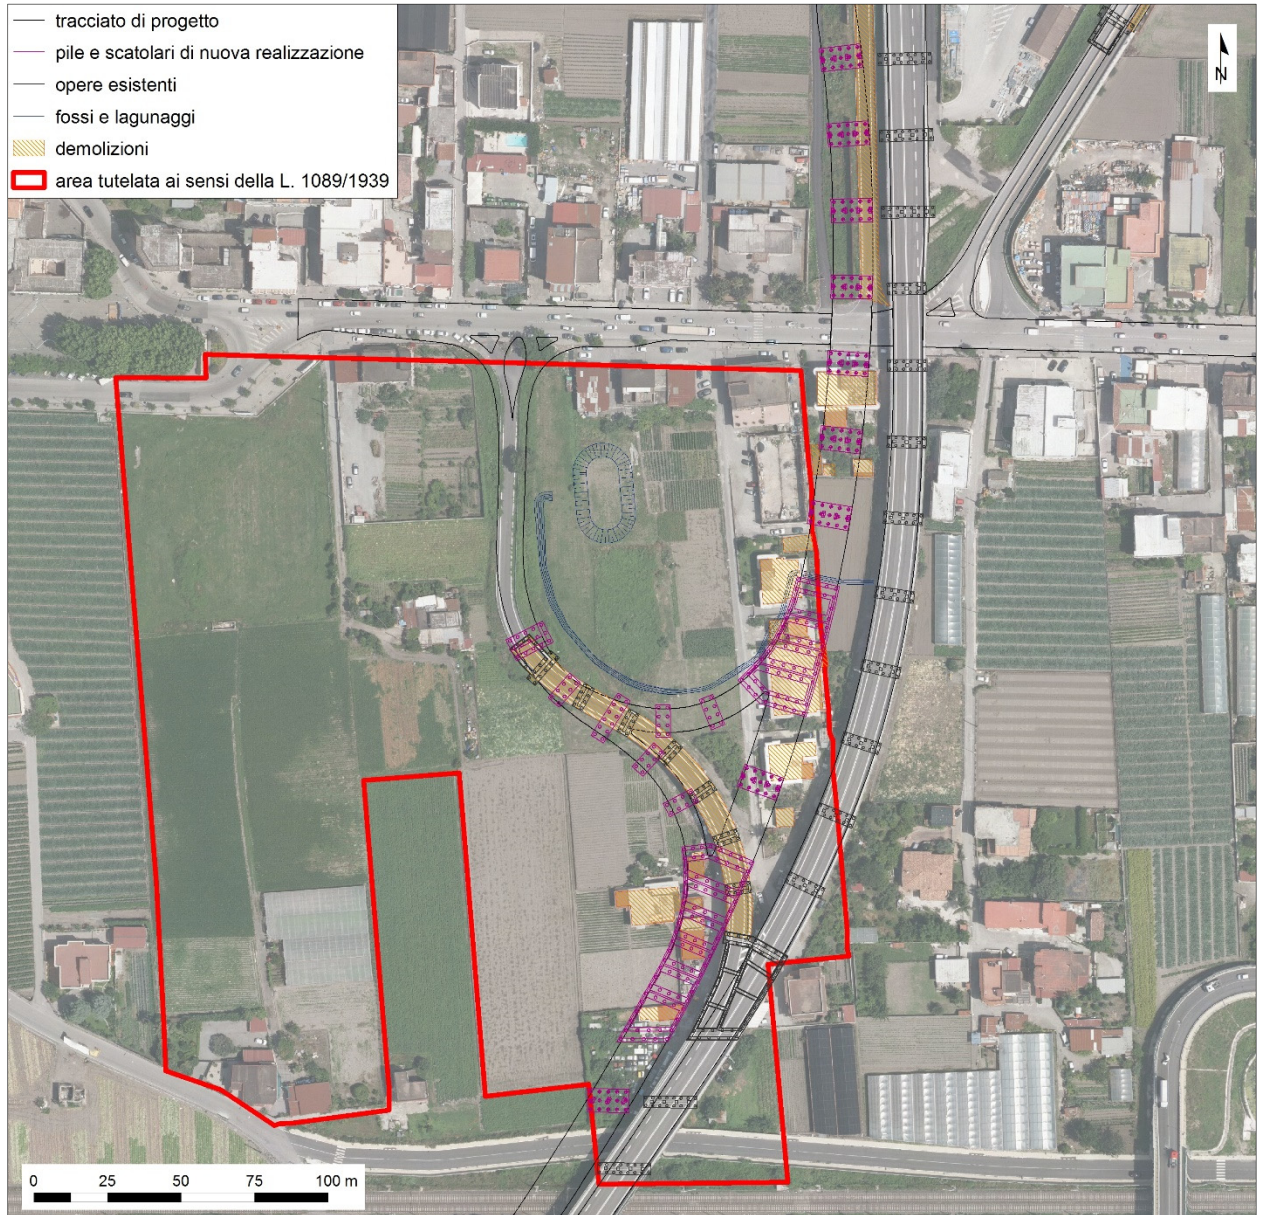 tracciato di progetto
pile e scatolari di nuova realizzazione
opere esistenti
fossi e lagunaggi
demolizioni
area tutelata ai sensi della L. 1089/1939
N
0 25 50 75 100 m